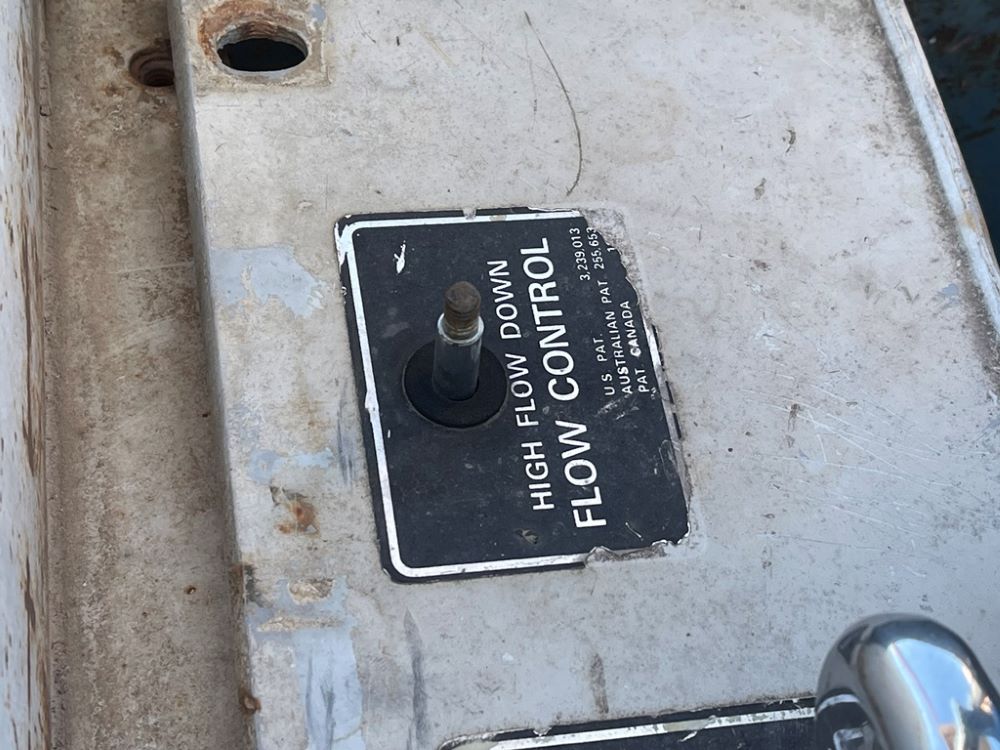 HIGH FLOW DOWN
FLOW CONTROL
U.S. PAT. 3,239,013
AUSTRALIAN PAT. 255,653
PAT. CANADA